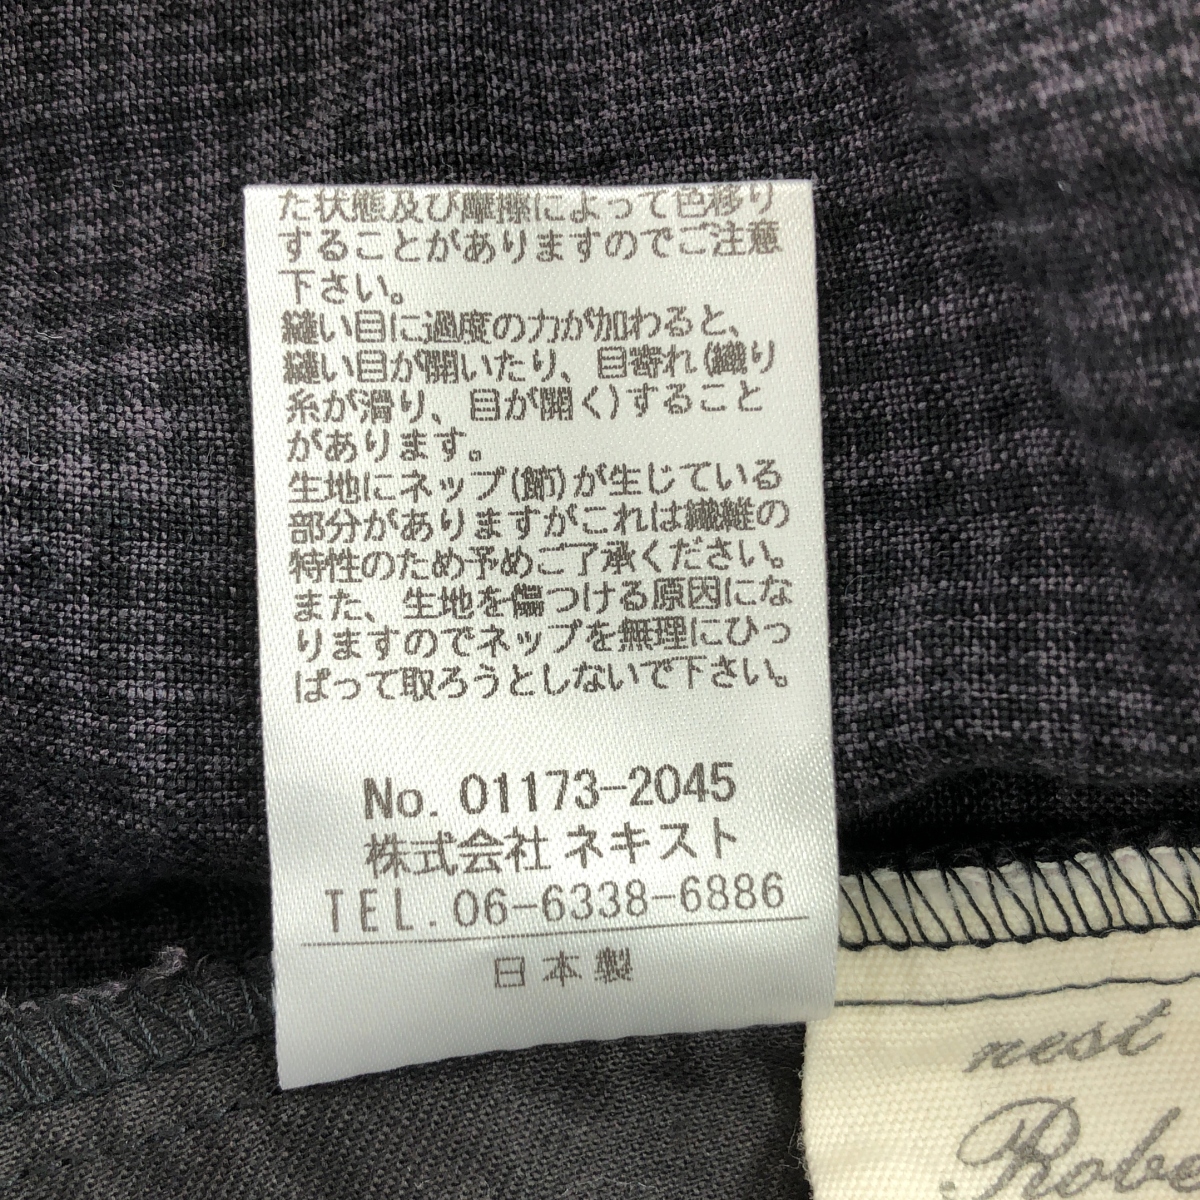 た状態及び摩擦によって色移り
することがありますのでご注意
下さい。
縫い目に過度の力が加わると、
縫い目が開いたり、目寄れ(織り
糸が滑り、目が開く)すること
があります。
生地にネップ(節)が生じている
部分がありますがこれは繊維の
特性のため予めご了承ください。
また、生地を傷つける原因にな
りますのでネップを無理にひっ
ぱって取ろうとしないで下さい。
No. 01173-2045
株式会社 ネキスト
TEL. 06-6338-6886
日本製
nest
Robe